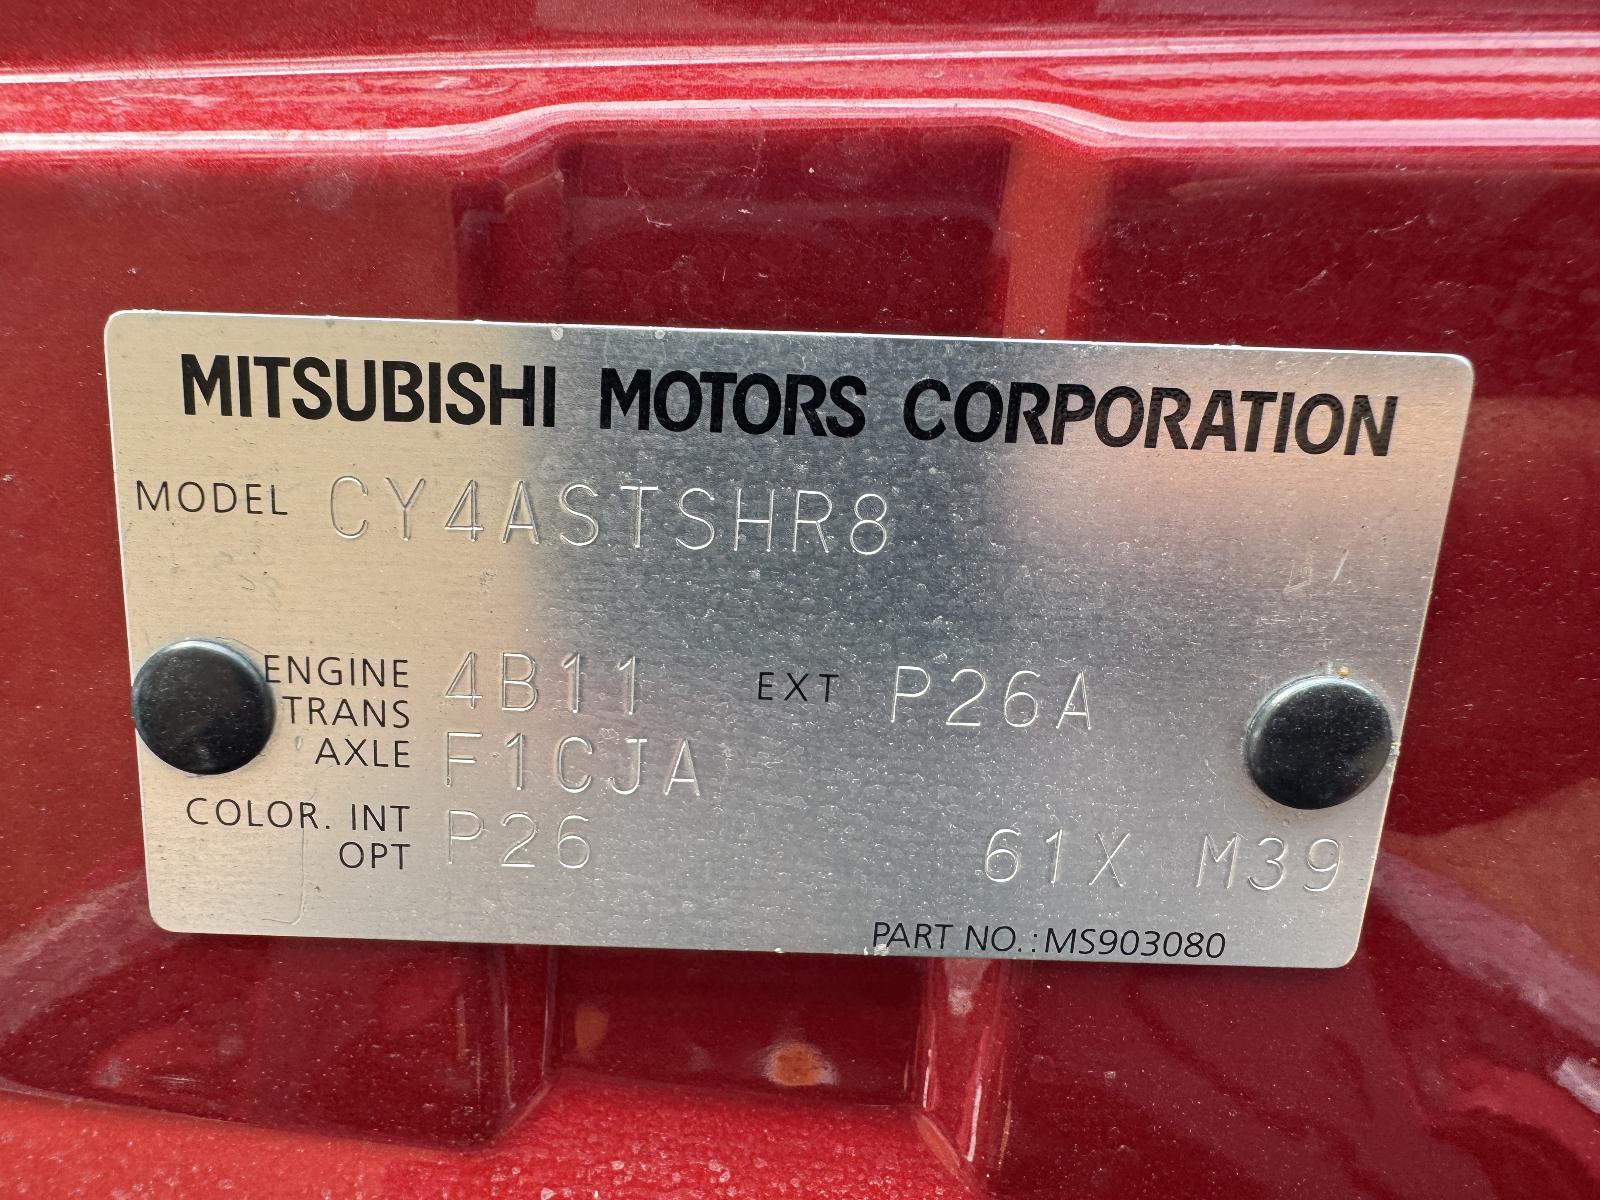 MITSUBISHI MOTORS CORPORATION
MODEL CY4ASTSHR8
ENGINE 4B11 EXT P26A
TRANS
AXLE F1CJA
COLOR. INT
OPT P26 61X M39
PART NO.: MS903080